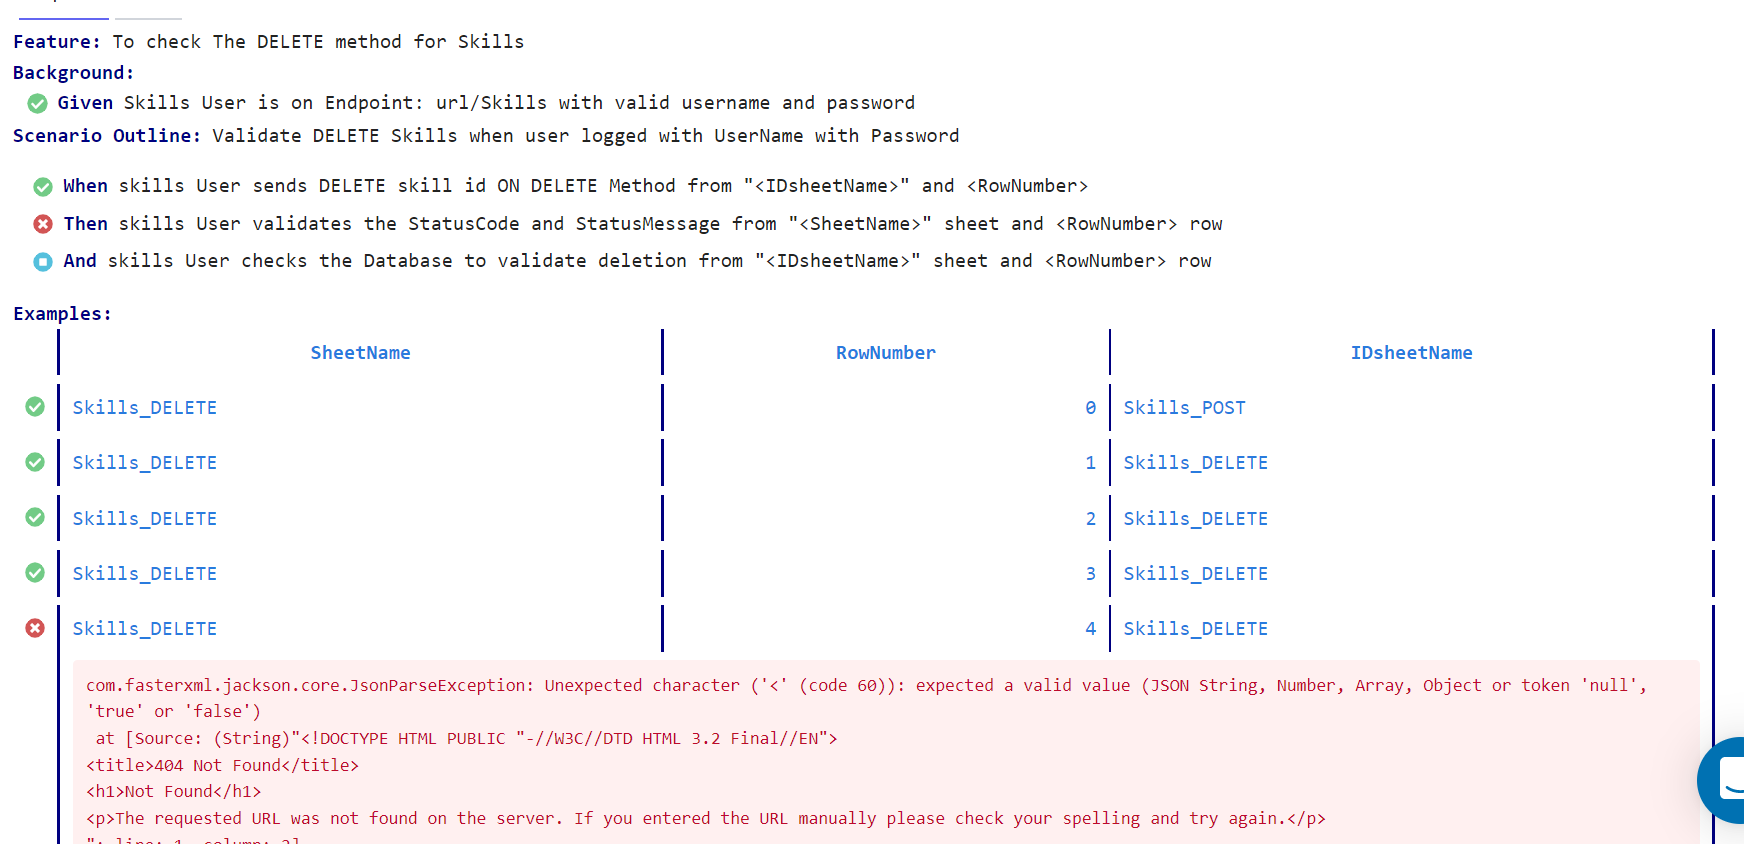 Feature: To check The DELETE method for Skills
Background:
Given Skills User is on Endpoint: url/Skills with valid username and password
Scenario Outline: Validate DELETE Skills when user logged with UserName with Password
When skills User sends DELETE skill id ON DELETE Method from "<IDsheetName>" and <RowNumber>
Then skills User validates the StatusCode and StatusMessage from "<SheetName>" sheet and <RowNumber> row
And skills User checks the Database to validate deletion from "<IDsheetName>" sheet and <RowNumber> row
Examples:
SheetName RowNumber IDsheetName
Skills_DELETE 0 Skills_POST
Skills_DELETE 1 Skills_DELETE
Skills_DELETE 2 Skills_DELETE
Skills_DELETE 3 Skills_DELETE
Skills_DELETE 4 Skills_DELETE
com.fasterxml.jackson.core.JsonParseException: Unexpected character ('<' (code 60)): expected a valid value (JSON String, Number, Array, Object or token 'null',
'true' or 'false')
at [Source: (String)"<!DOCTYPE HTML PUBLIC "-//W3C//DTD HTML 3.2 Final//EN">
<title>404 Not Found</title>
<h1>Not Found</h1>
<p>The requested URL was not found on the server. If you entered the URL manually please check your spelling and try again.</p>
"; line: 1, column: 2]